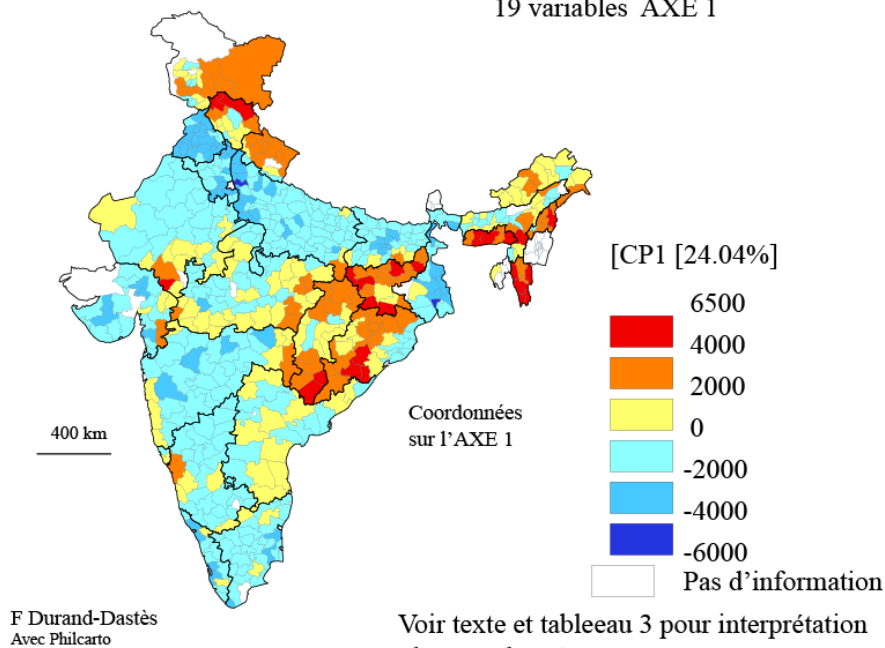 19 variables AXE 1
[CP1 [24.04%]
6500
4000
2000
0
-2000
-4000
-6000
Pas d’information
Coordonnées
sur l’AXE 1
400 km
F Durand-Dastès
Avec Philcarto
Voir texte et tableeau 3 pour interprétation